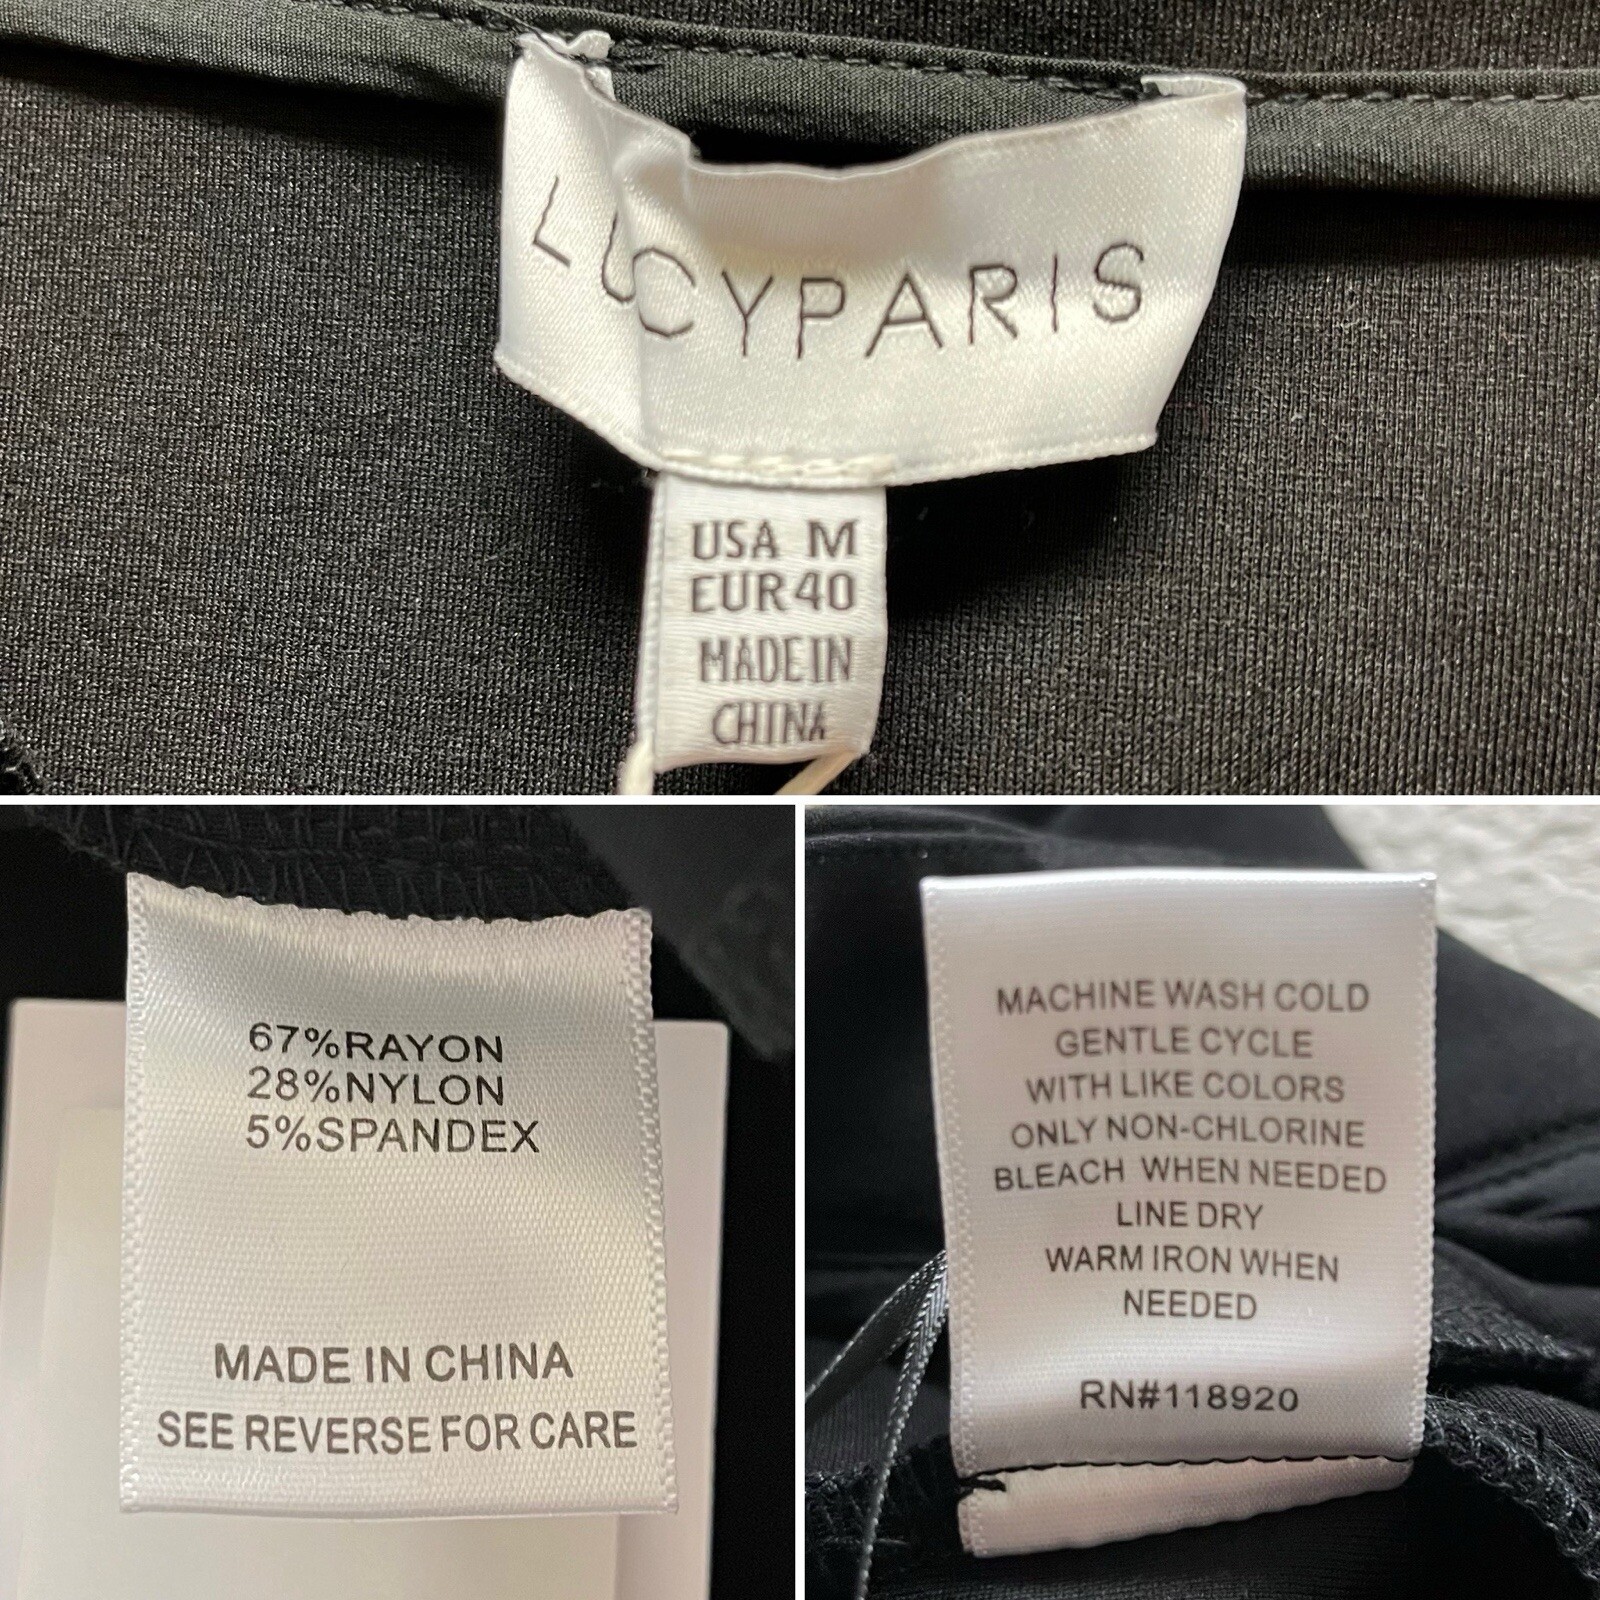 LUCYPARIS
USA M
EUR 40
MADE IN
CHINA
67%RAYON
28%NYLON
5%SPANDEX
MADE IN CHINA
SEE REVERSE FOR CARE
MACHINE WASH COLD
GENTLE CYCLE
WITH LIKE COLORS
ONLY NON-CHLORINE
BLEACH WHEN NEEDED
LINE DRY
WARM IRON WHEN
NEEDED
RN#118920